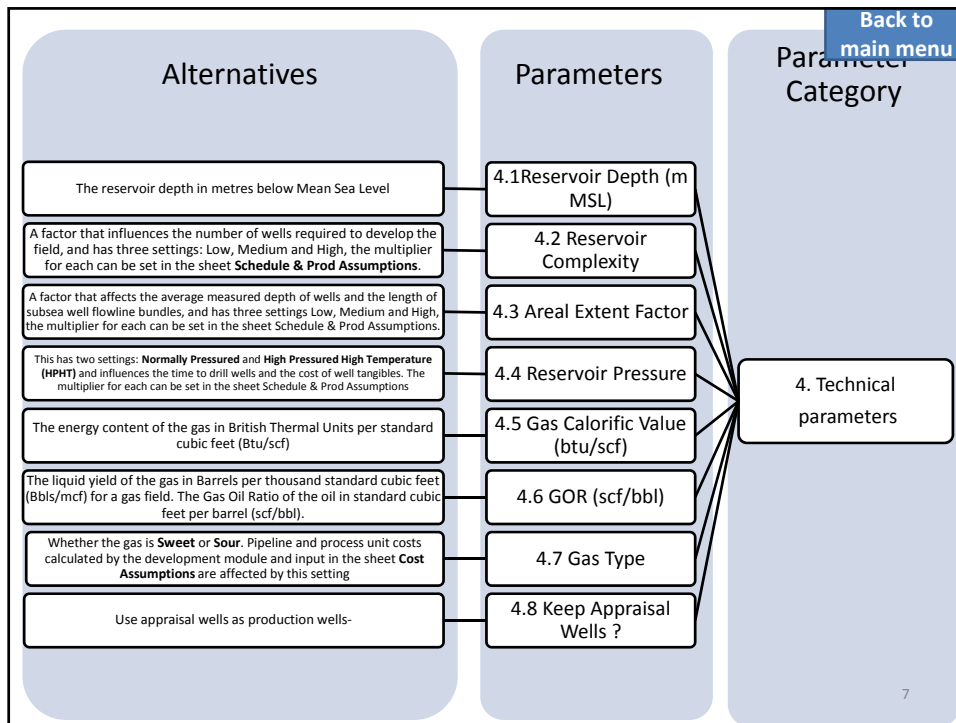 Back to
main menu
Alternatives
Parameters
Parameter
Category
The reservoir depth in metres below Mean Sea Level
4.1Reservoir Depth (m
MSL)
A factor that influences the number of wells required to develop the
field, and has three settings: Low, Medium and High, the multiplier
for each can be set in the sheet Schedule & Prod Assumptions.
4.2 Reservoir
Complexity
A factor that affects the average measured depth of wells and the length of
subsea well flowline bundles, and has three settings Low, Medium and High,
the multiplier for each can be set in the sheet Schedule & Prod Assumptions.
4.3 Areal Extent Factor
This has two settings: Normally Pressured and High Pressured High Temperature
(HPHT) and influences the time to drill wells and the cost of well tangibles. The
multiplier for each can be set in the sheet Schedule & Prod Assumptions
4.4 Reservoir Pressure
4. Technical
parameters
The energy content of the gas in British Thermal Units per standard
cubic feet (Btu/scf)
4.5 Gas Calorific Value
(btu/scf)
The liquid yield of the gas in Barrels per thousand standard cubic feet
(Bbls/mcf) for a gas field. The Gas Oil Ratio of the oil in standard cubic
feet per barrel (scf/bbl).
4.6 GOR (scf/bbl)
Whether the gas is Sweet or Sour. Pipeline and process unit costs
calculated by the development module and input in the sheet Cost
Assumptions are affected by this setting
4.7 Gas Type
Use appraisal wells as production wells-
4.8 Keep Appraisal
Wells ?
7